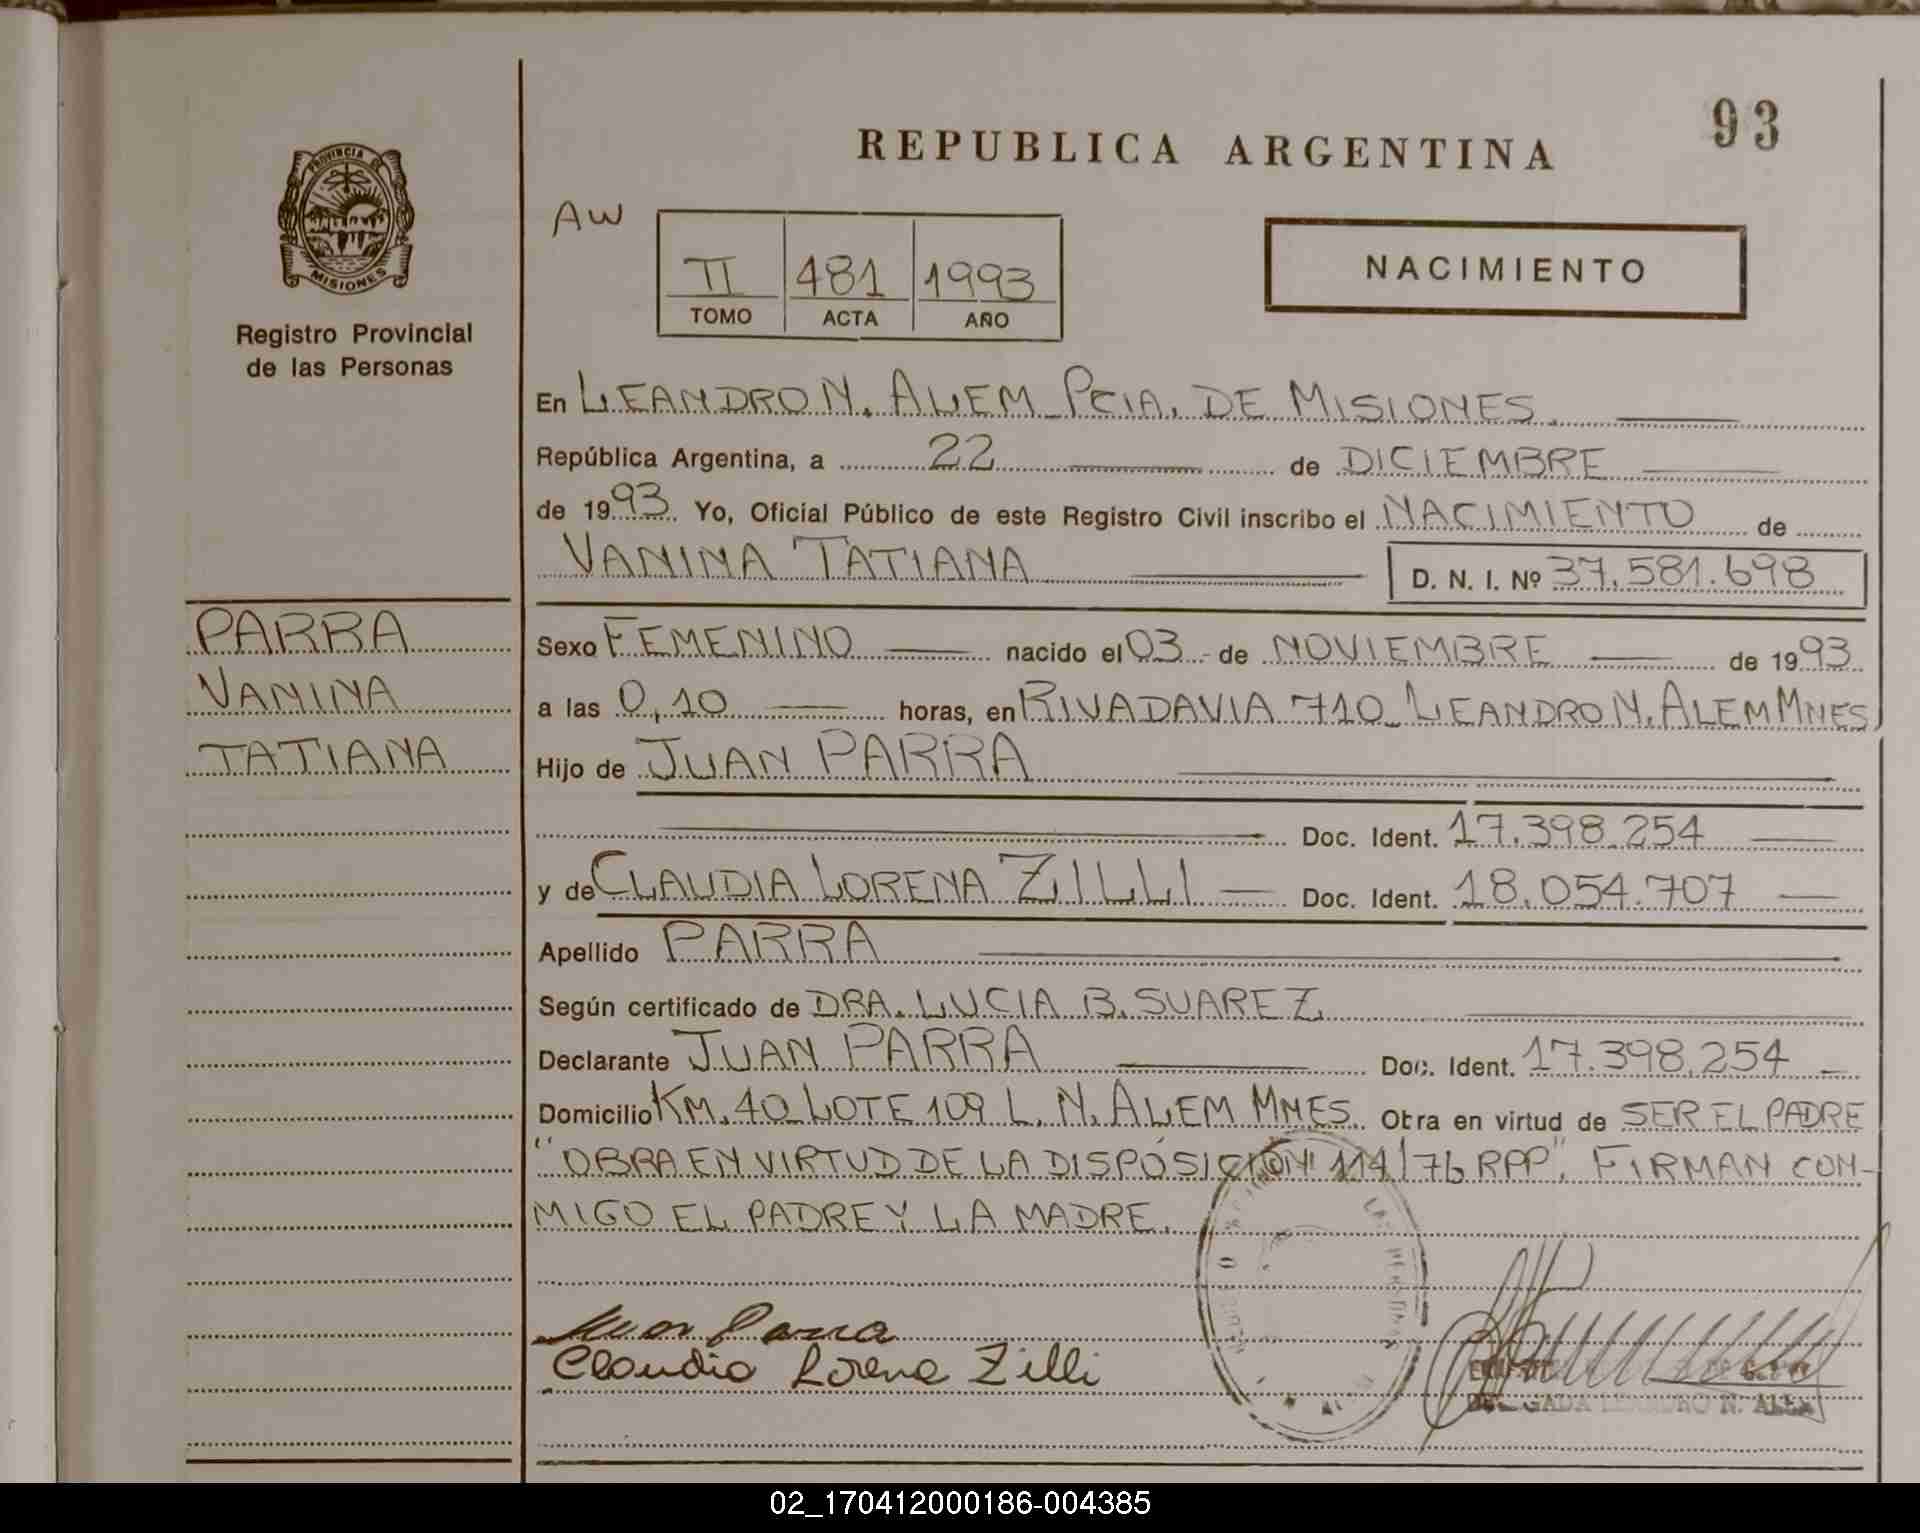 93
REPUBLICA ARGENTINA
PROVINCIA DE
MISIONES
Registro Provincial
de las Personas
AW
II 481 1993
TOMO ACTA AÑO
NACIMIENTO
En LEANDRO N. ALEM PCIA. DE MISIONES
República Argentina, a 22 de DICIEMBRE
de 1993 Yo, Oficial Público de este Registro Civil inscribo el NACIMIENTO de
VANINA TATIANA D. N. I. Nº 37.581.698
PARRA
VANINA
TATIANA
Sexo FEMENINO nacido el 03 de NOVIEMBRE de 1993
a las 0,10 horas, en RIVADAVIA 710 LEANDRO N. ALEM MNES
Hijo de JUAN PARRA
Doc. Ident. 17.398.254
y de CLAUDIA LORENA ZILLI Doc. Ident. 18.054.707
Apellido PARRA
Según certificado de DRA. LUCIA B. SUAREZ
Declarante JUAN PARRA Doc. Ident. 17.398.254
Domicilio KM. 40 LOTE 109 L. N. ALEM MNES. Obra en virtud de SER EL PADRE
"OBRA EN VIRTUD DE LA DISPOSICION 114/76 RPP". FIRMAN CON-
MIGO EL PADRE Y LA MADRE.
Juan Parra
Claudia Lorena Zilli
LEANDRO N. ALEM
02_170412000186-004385